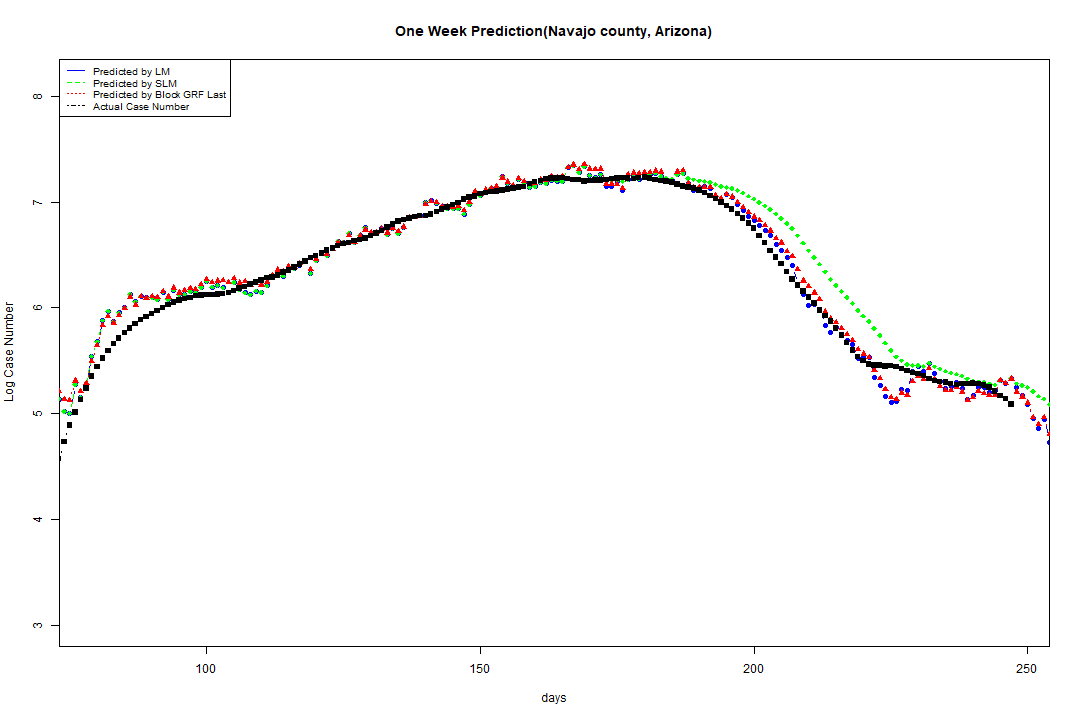 One Week Prediction(Navajo county, Arizona)
Predicted by LM
Predicted by SLM
Predicted by Block GRF Last
Actual Case Number
8
7
6
5
4
3
Log Case Number
100
150
200
250
days